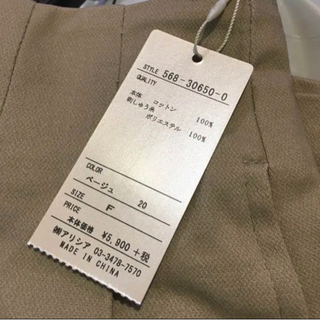 STYLE 568-30650-0
QUALITY
本体 コットン 100%
刺しゅう糸
ポリエステル 100%
COLOR
ベージュ 20
SIZE F
PRICE
本体価格 ¥5,900+税
㈱アリシア 03-3478-7570
MADE IN CHINA